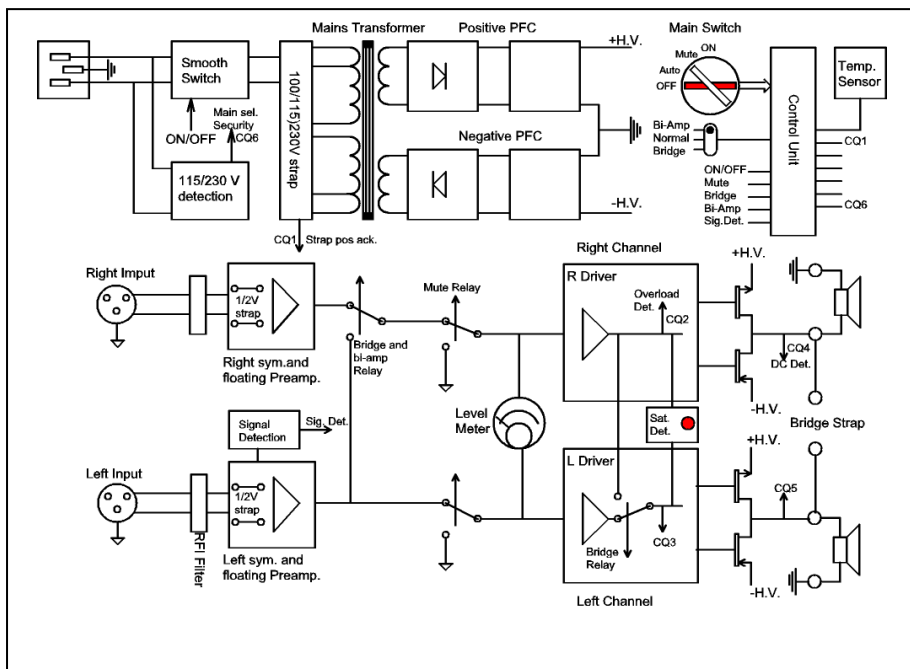 Mains Transformer
Positive PFC
+H.V.
Main Switch
ON
Mute
Auto
OFF
Smooth
Switch
100/115)230V strap
Temp.
Sensor
Control Unit
Main sel.
Security
CQ6
ON/OFF
Negative PFC
Bi-Amp
Normal
Bridge
CQ1
115/230 V
detection
ON/OFF
Mute
Bridge
Bi-Amp
Sig.Det.
CQ6
-H.V.
CQ1
Strap pos ack.
Right Imput
1/2V
strap
Right sym.and
floating Preamp.
Mute Relay
Bridge and
bi-amp
Relay
Right Channel
R Driver
Overload
Det.
CQ2
+H.V.
CQ4
DC Det.
-H.V.
Level
Meter
Sat.
Det.
Bridge Strap
Signal
Detection
Sig. Det.
Left Input
RFI Filter
1/2V
strap
Left sym. and
floating Preamp.
L Driver
+H.V.
CQ5
CQ3
Bridge
Relay
-H.V.
Left Channel